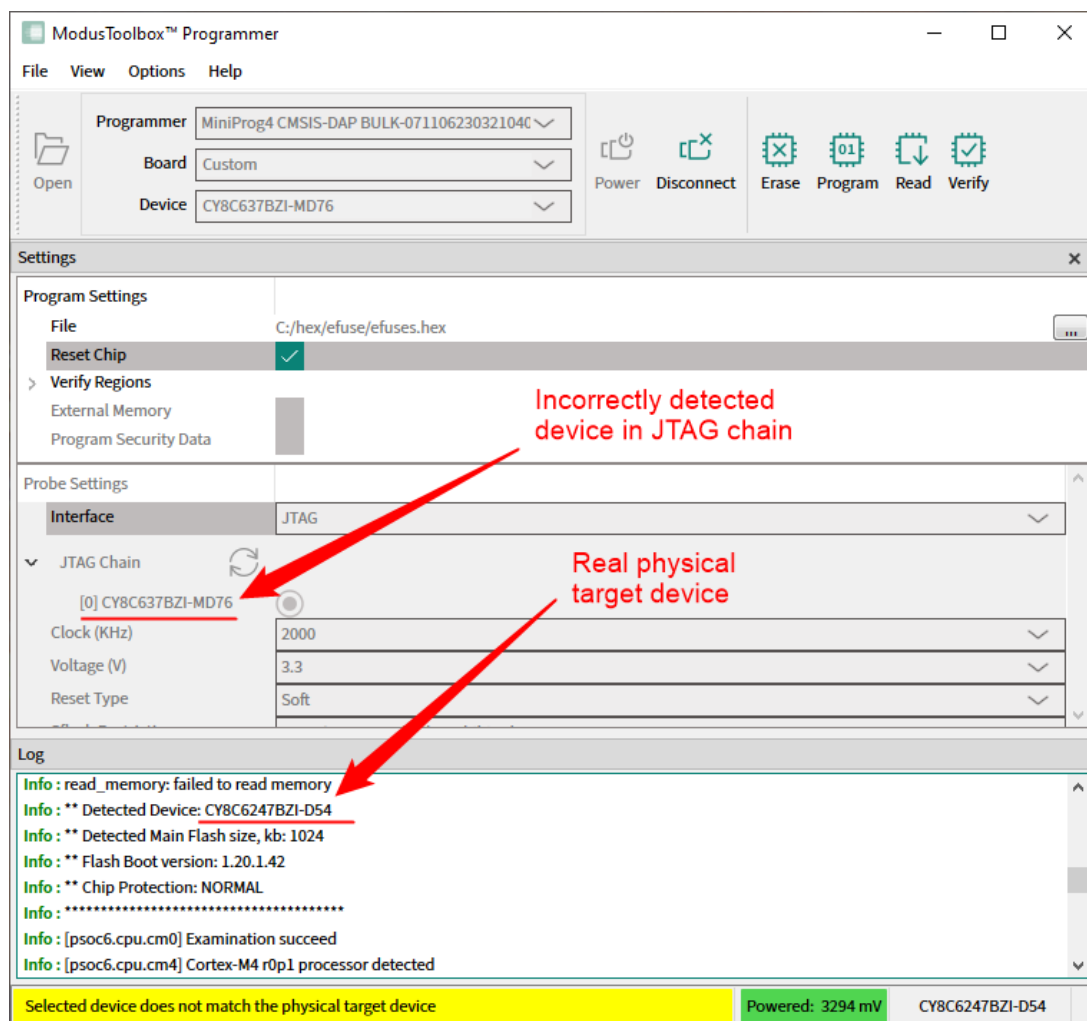 ModusToolbox™ Programmer
File View Options Help
Programmer MiniProg4 CMSIS-DAP BULK-071106230321040
Board Custom
Device CY8C637BZI-MD76
Open
Power Disconnect Erase Program Read Verify
Settings
Program Settings
File C:/hex/efuse/efuses.hex ...
Reset Chip
Verify Regions
External Memory
Program Security Data
Incorrectly detected
device in JTAG chain
Probe Settings
Interface JTAG
JTAG Chain
[0] CY8C637BZI-MD76
Real physical
target device
Clock (KHz) 2000
Voltage (V) 3.3
Reset Type Soft
Log
Info : read_memory: failed to read memory
Info : ** Detected Device: CY8C6247BZI-D54
Info : ** Detected Main Flash size, kb: 1024
Info : ** Flash Boot version: 1.20.1.42
Info : ** Chip Protection: NORMAL
Info : ***************************************
Info : [psoc6.cpu.cm0] Examination succeed
Info : [psoc6.cpu.cm4] Cortex-M4 r0p1 processor detected
Selected device does not match the physical target device
Powered: 3294 mV
CY8C6247BZI-D54